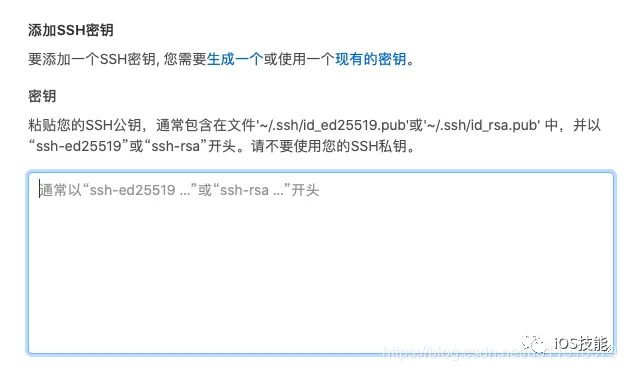 添加SSH密钥
要添加一个SSH密钥, 您需要生成一个或使用一个现有的密钥。
密钥
粘贴您的SSH公钥，通常包含在文件'~/.ssh/id_ed25519.pub'或'~/.ssh/id_rsa.pub' 中，并以
“ssh-ed25519”或“ssh-rsa”开头。请不要使用您的SSH私钥。
通常以“ssh-ed25519 ...”或“ssh-rsa ...”开头
iOS技能
https://blog.csdn.net/